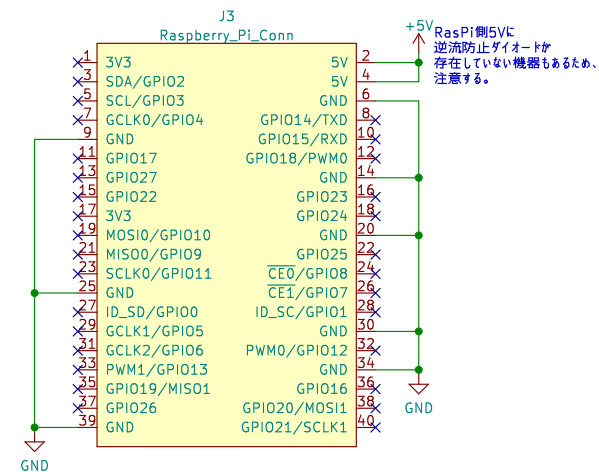 J3
Raspberry_Pi_Conn
+5V
RasPi側5Vに
逆流防止ダイオードが
存在していない機器もあるため、
注意する。
1 3V3 5V 2
3 SDA/GPIO2 5V 4
5 SCL/GPIO3 GND 6
7 GCLK0/GPIO4 GPIO14/TXD 8
9 GND GPIO15/RXD 10
11 GPIO17 GPIO18/PWM0 12
13 GPIO27 GND 14
15 GPIO22 GPIO23 16
17 3V3 GPIO24 18
19 MOSI0/GPIO10 GND 20
21 MISO0/GPIO9 GPIO25 22
23 SCLK0/GPIO11 CE0/GPIO8 24
25 GND CE1/GPIO7 26
27 ID_SD/GPIO0 ID_SC/GPIO1 28
29 GCLK1/GPIO5 GND 30
31 GCLK2/GPIO6 PWM0/GPIO12 32
33 PWM1/GPIO13 GND 34
35 GPIO19/MISO1 GPIO16 36
37 GPIO26 GPIO20/MOSI1 38
39 GND GPIO21/SCLK1 40
GND
GND